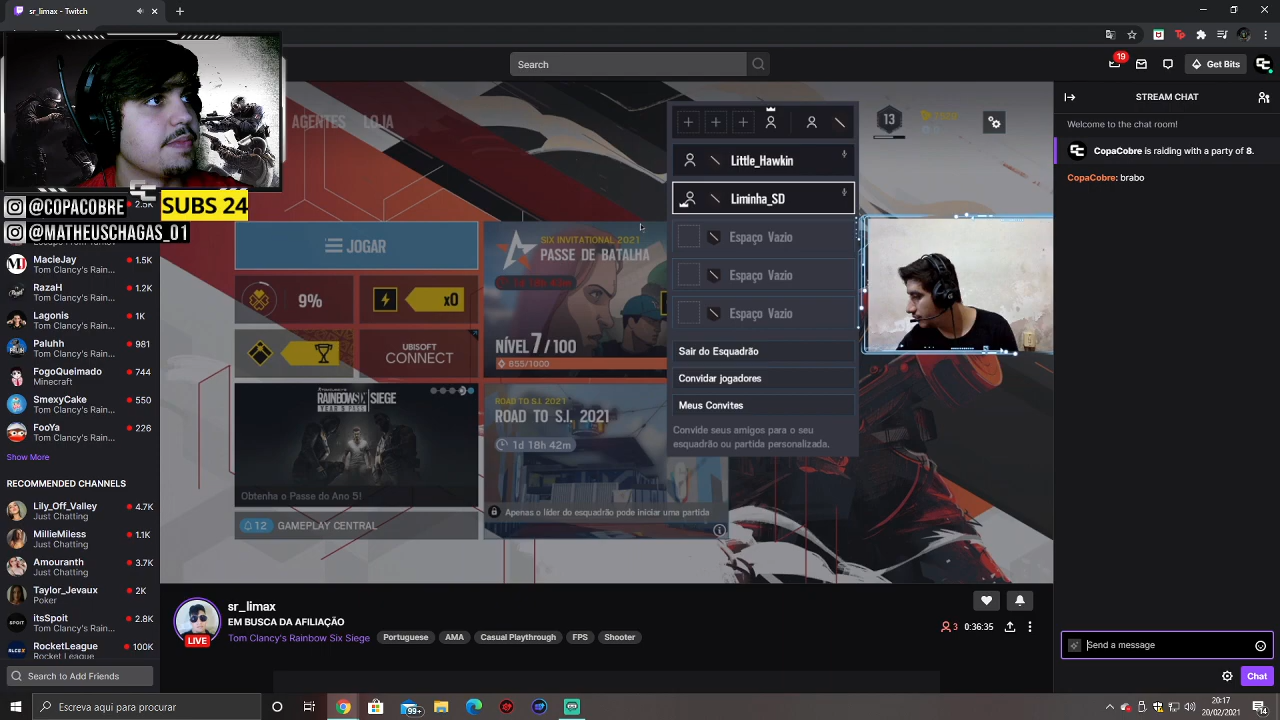 sr_l
Search
19
Get Bits
@COPACOBRE
SUBS 24
2.5K
@MATHEUSCHAGAS_01
MacieJay
Tom Clancy's Rain...
1.5K
RazaH
Tom Clancy's Rain...
1.2K
Lagonis
Tom Clancy's Rain...
1K
Paluhh
Tom Clancy's Rain...
981
FogoQueimado
Minecraft
744
SmexyCake
Tom Clancy's Rain...
550
FooYa
Tom Clancy's Rain...
226
Show More
RECOMMENDED CHANNELS
Lily_Off_Valley
Just Chatting
4.7K
MillieMiless
Just Chatting
1.1K
Amouranth
Just Chatting
3.7K
Taylor_Jevaux
Poker
2K
itsSpoit
Tom Clancy's Rain...
2.8K
RocketLeague
Rocket League
100K
Search to Add Friends
AGENTES LOJA
JOGAR
9%
x0
UBISOFT
CONNECT
RAINBOW SIX SIEGE
YEAR 5 PASS
Obtenha o Passe do Ano 5!
12 GAMEPLAY CENTRAL
SIX INVITATIONAL 2021
PASSE DE BATALHA
NÍVEL 7/100
655/1000
ROAD TO S.I. 2021
ROAD TO S.I. 2021
1d 18h 42m
Apenas o líder do esquadrão pode iniciar uma partida
Little_Hawkin
Liminha_SD
Espaço Vazio
Espaço Vazio
Espaço Vazio
Sair do Esquadrão
Convidar jogadores
Meus Convites
Convide seus amigos para o seu
esquadrão ou partida personalizada.
13
sr_limax
EM BUSCA DA AFILIAÇÃO
Tom Clancy's Rainbow Six Siege Portuguese AMA Casual Playthrough FPS Shooter
LIVE
3 0:36:35
STREAM CHAT
Welcome to the chat room!
CopaCobre is raiding with a party of 8.
CopaCobre: brabo
Send a message
Chat
Escreva aqui para procurar
99+
20:17
20/02/2021